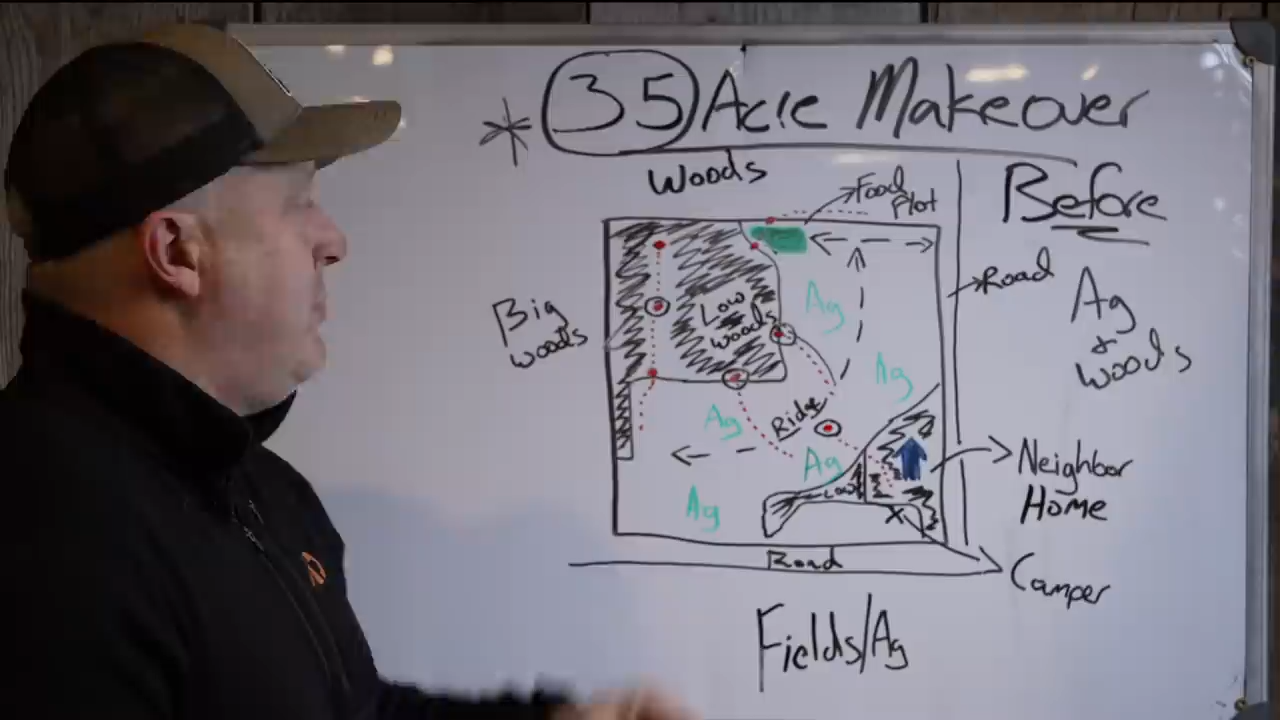 * 35 Acre Makeover
Woods
Food
Plot
Before
Road
Big
woods
Low
woods
Ag
Ag
&
woods
Ag
Ag
Ridge
Ag
Neighbor
Home
Low
Ag
X
Road
Camper
Fields/Ag